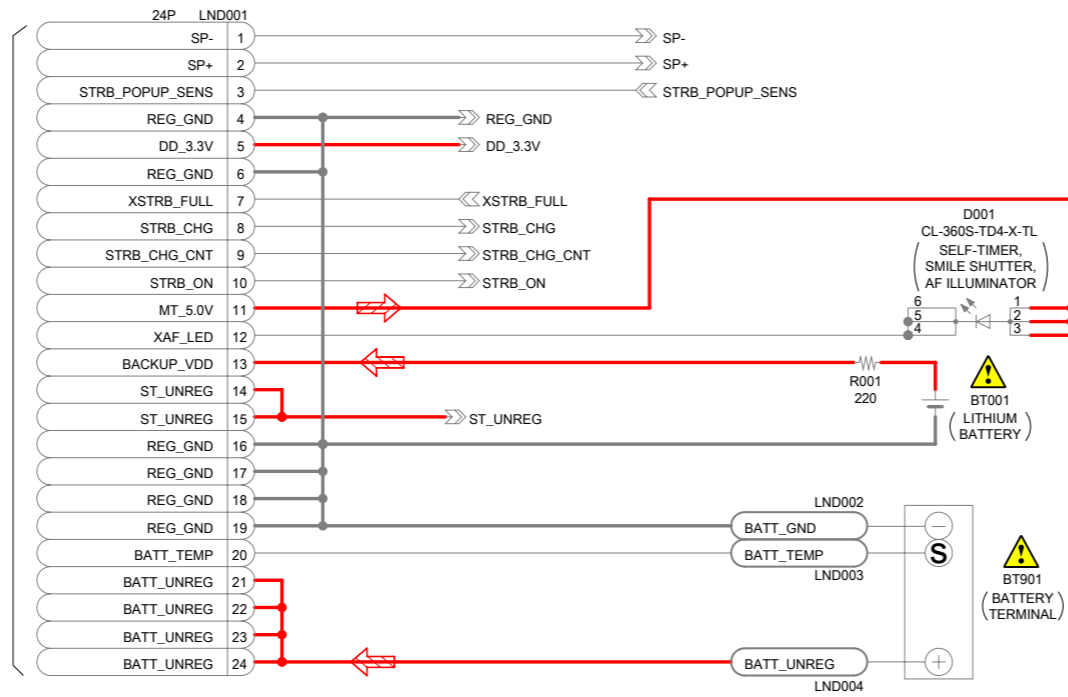 24P LND001
SP- 1 SP-
SP+ 2 SP+
STRB_POPUP_SENS 3 STRB_POPUP_SENS
REG_GND 4 REG_GND
DD_3.3V 5 DD_3.3V
REG_GND 6
XSTRB_FULL 7 XSTRB_FULL
STRB_CHG 8 STRB_CHG
STRB_CHG_CNT 9 STRB_CHG_CNT
STRB_ON 10 STRB_ON
MT_5.0V 11
XAF_LED 12
BACKUP_VDD 13
ST_UNREG 14
ST_UNREG 15 ST_UNREG
REG_GND 16
REG_GND 17
REG_GND 18
REG_GND 19
BATT_TEMP 20
BATT_UNREG 21
BATT_UNREG 22
BATT_UNREG 23
BATT_UNREG 24
D001
CL-360S-TD4-X-TL
(SELF-TIMER,
SMILE SHUTTER,
AF ILLUMINATOR)
6 1
5 2
4 3
R001
220
BT001
(LITHIUM
BATTERY)
LND002
BATT_GND −
BATT_TEMP S
LND003
BATT_UNREG +
LND004
BT901
(BATTERY
TERMINAL)